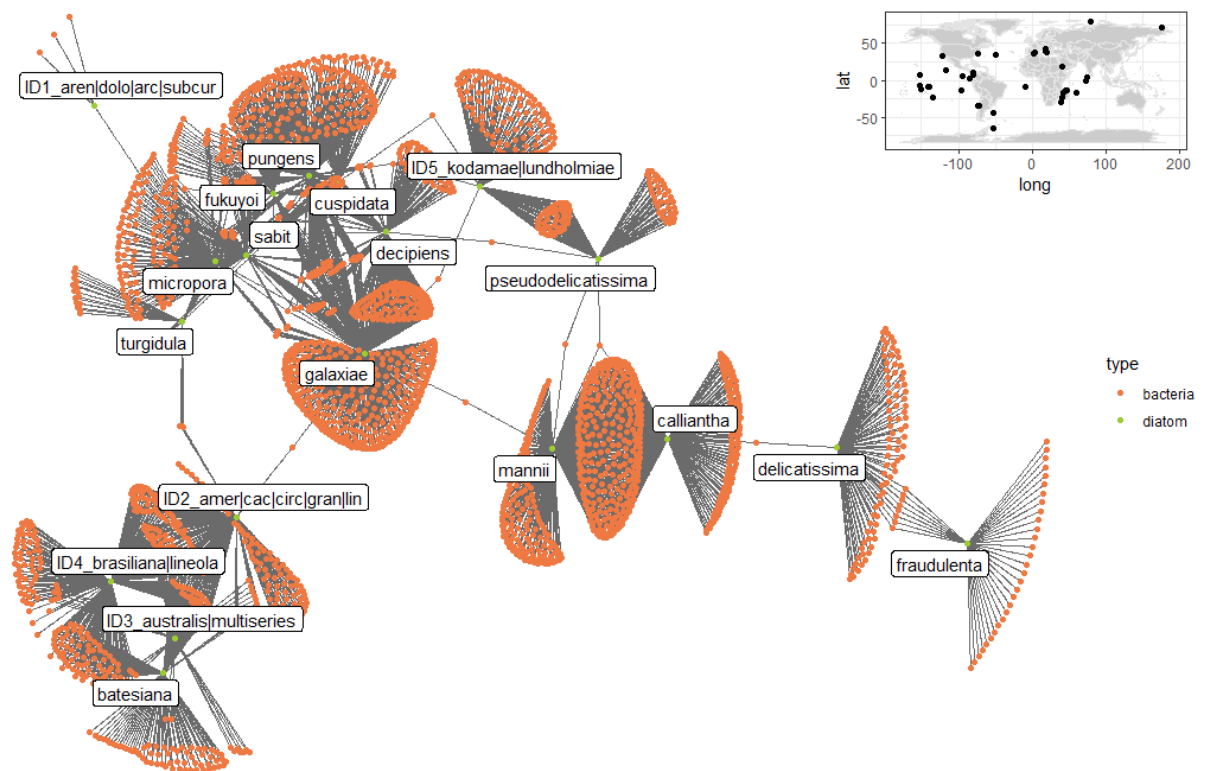 ID1_aren|dolo|arc|subcur
pungens
ID5_kodamae|lundholmiae
fukuyoi
cuspidata
sabit
decipiens
micropora
pseudodelicatissima
turgidula
galaxiae
calliantha
mannii
delicatissima
ID2_amer|cac|circ|gran|lin
ID4_brasiliana|lineola
fraudulenta
ID3_australis|multiseries
batesiana
lat
50
0
-50
-100
0
100
200
long
type
bacteria
diatom